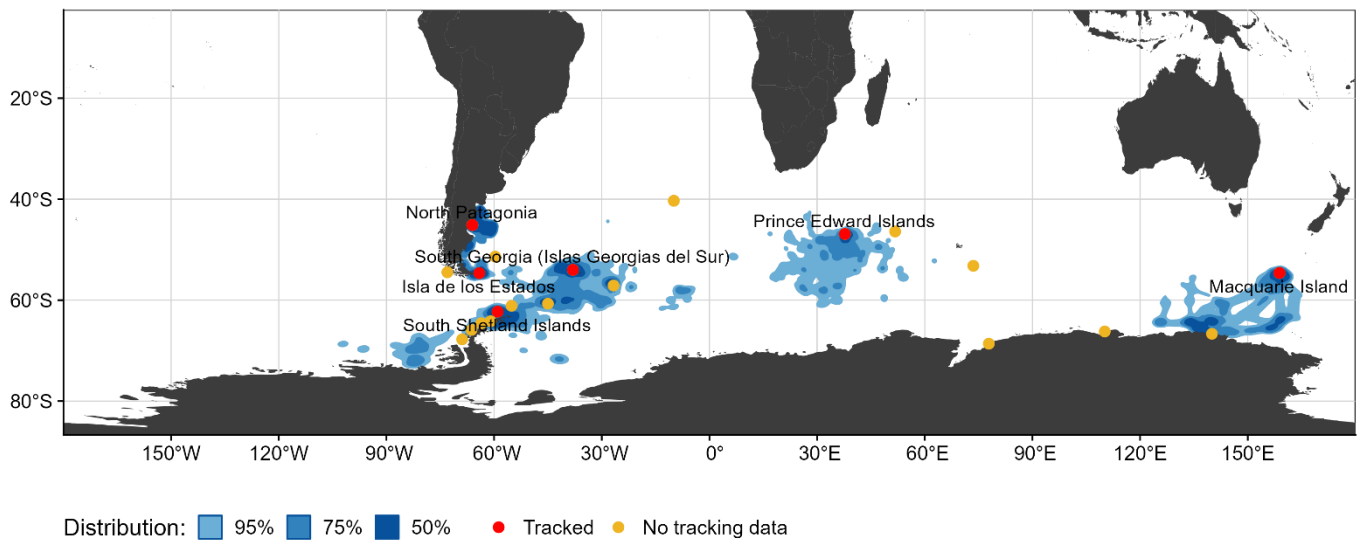 20°S
40°S
60°S
80°S
North Patagonia
Prince Edward Islands
South Georgia (Islas Georgias del Sur)
Isla de los Estados
Macquarie Island
South Shetland Islands
150°W 120°W 90°W 60°W 30°W 0° 30°E 60°E 90°E 120°E 150°E
Distribution: 95% 75% 50% Tracked No tracking data